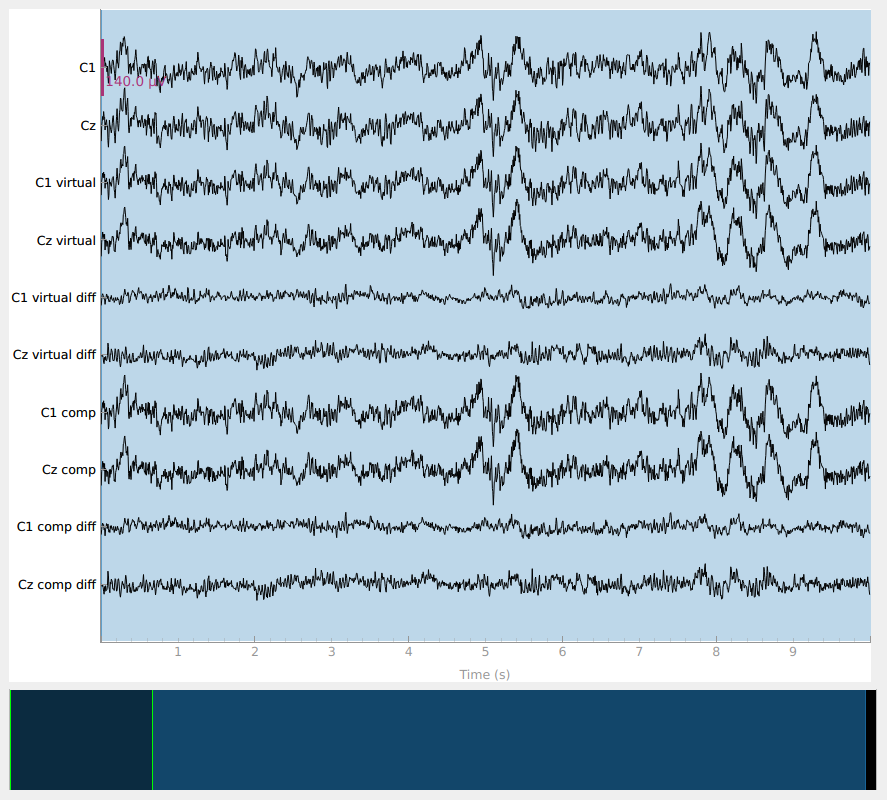 C1
140.0 µV
Cz
C1 virtual
Cz virtual
C1 virtual diff
Cz virtual diff
C1 comp
Cz comp
C1 comp diff
Cz comp diff
1 2 3 4 5 6 7 8 9
Time (s)